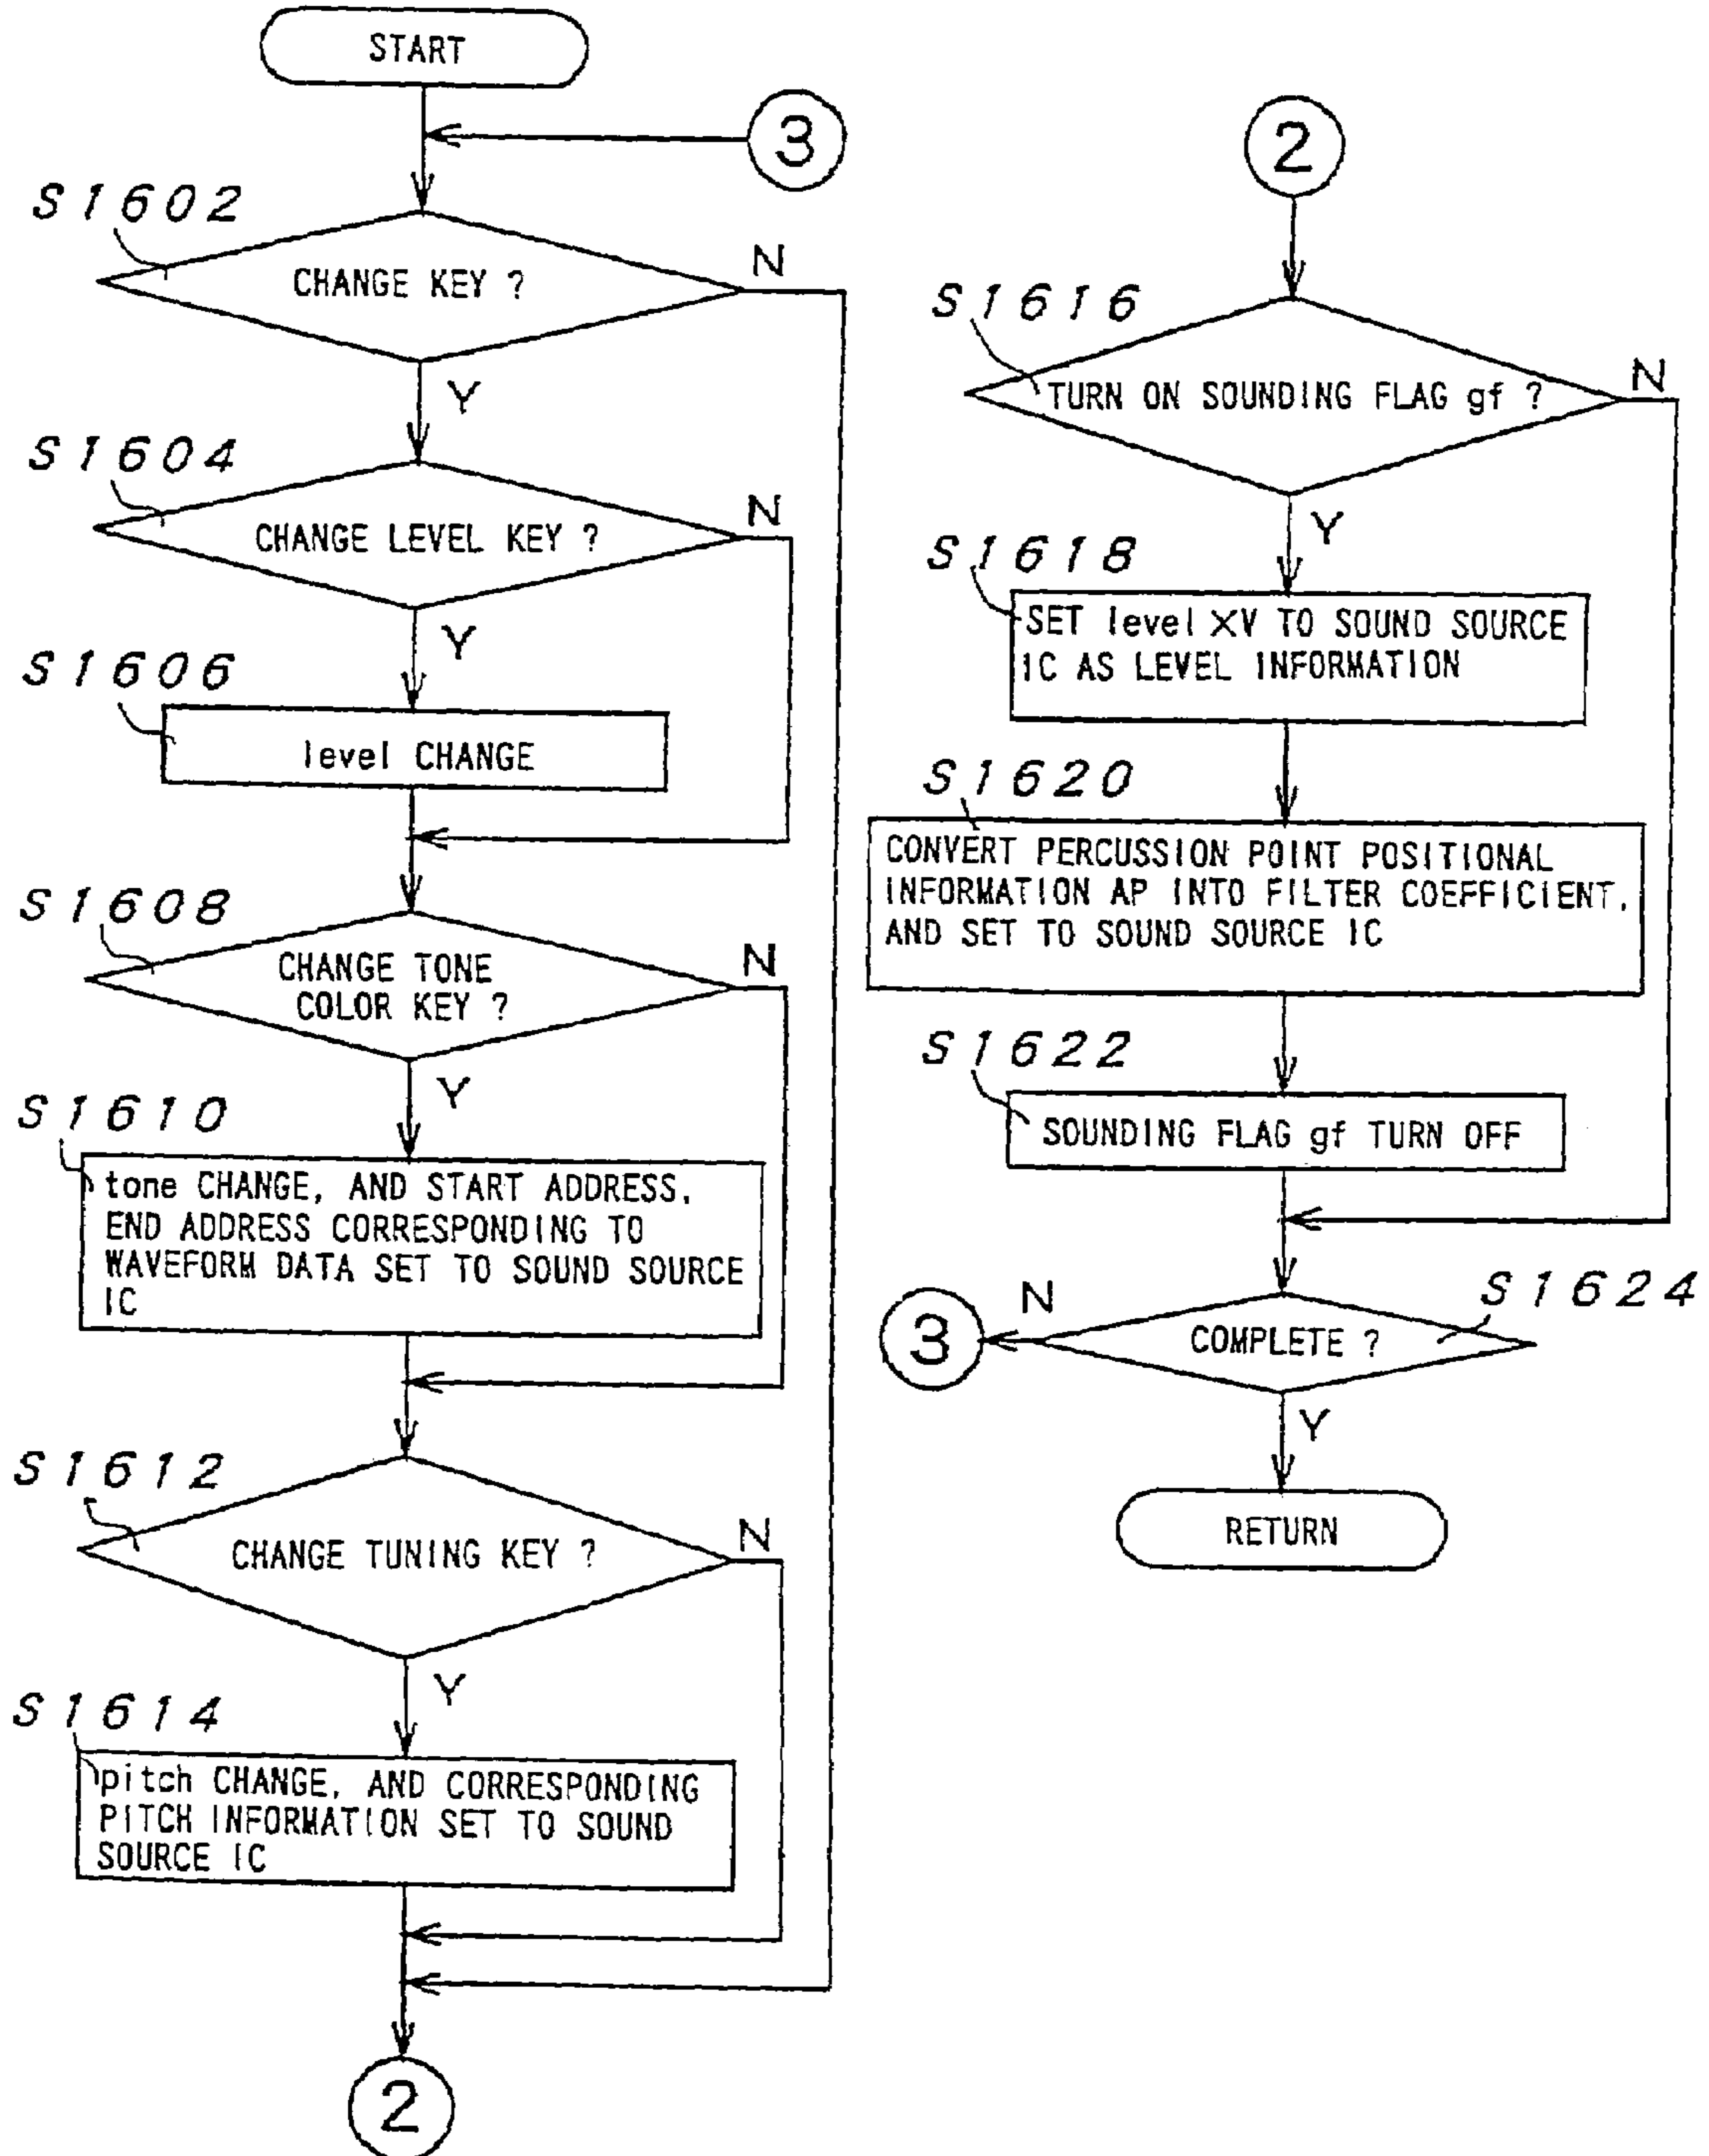 START
3
S1602
CHANGE KEY ?
N
Y
S1604
CHANGE LEVEL KEY ?
N
Y
S1606
level CHANGE
S1608
CHANGE TONE
COLOR KEY ?
N
Y
S1610
tone CHANGE, AND START ADDRESS,
END ADDRESS CORRESPONDING TO
WAVEFORM DATA SET TO SOUND SOURCE
IC
S1612
CHANGE TUNING KEY ?
N
Y
S1614
pitch CHANGE, AND CORRESPONDING
PITCH INFORMATION SET TO SOUND
SOURCE IC
2
2
S1616
TURN ON SOUNDING FLAG gf ?
N
Y
S1618
SET level ×V TO SOUND SOURCE
IC AS LEVEL INFORMATION
S1620
CONVERT PERCUSSION POINT POSITIONAL
INFORMATION AP INTO FILTER COEFFICIENT,
AND SET TO SOUND SOURCE IC
S1622
SOUNDING FLAG gf TURN OFF
S1624
COMPLETE ?
N
3
Y
RETURN